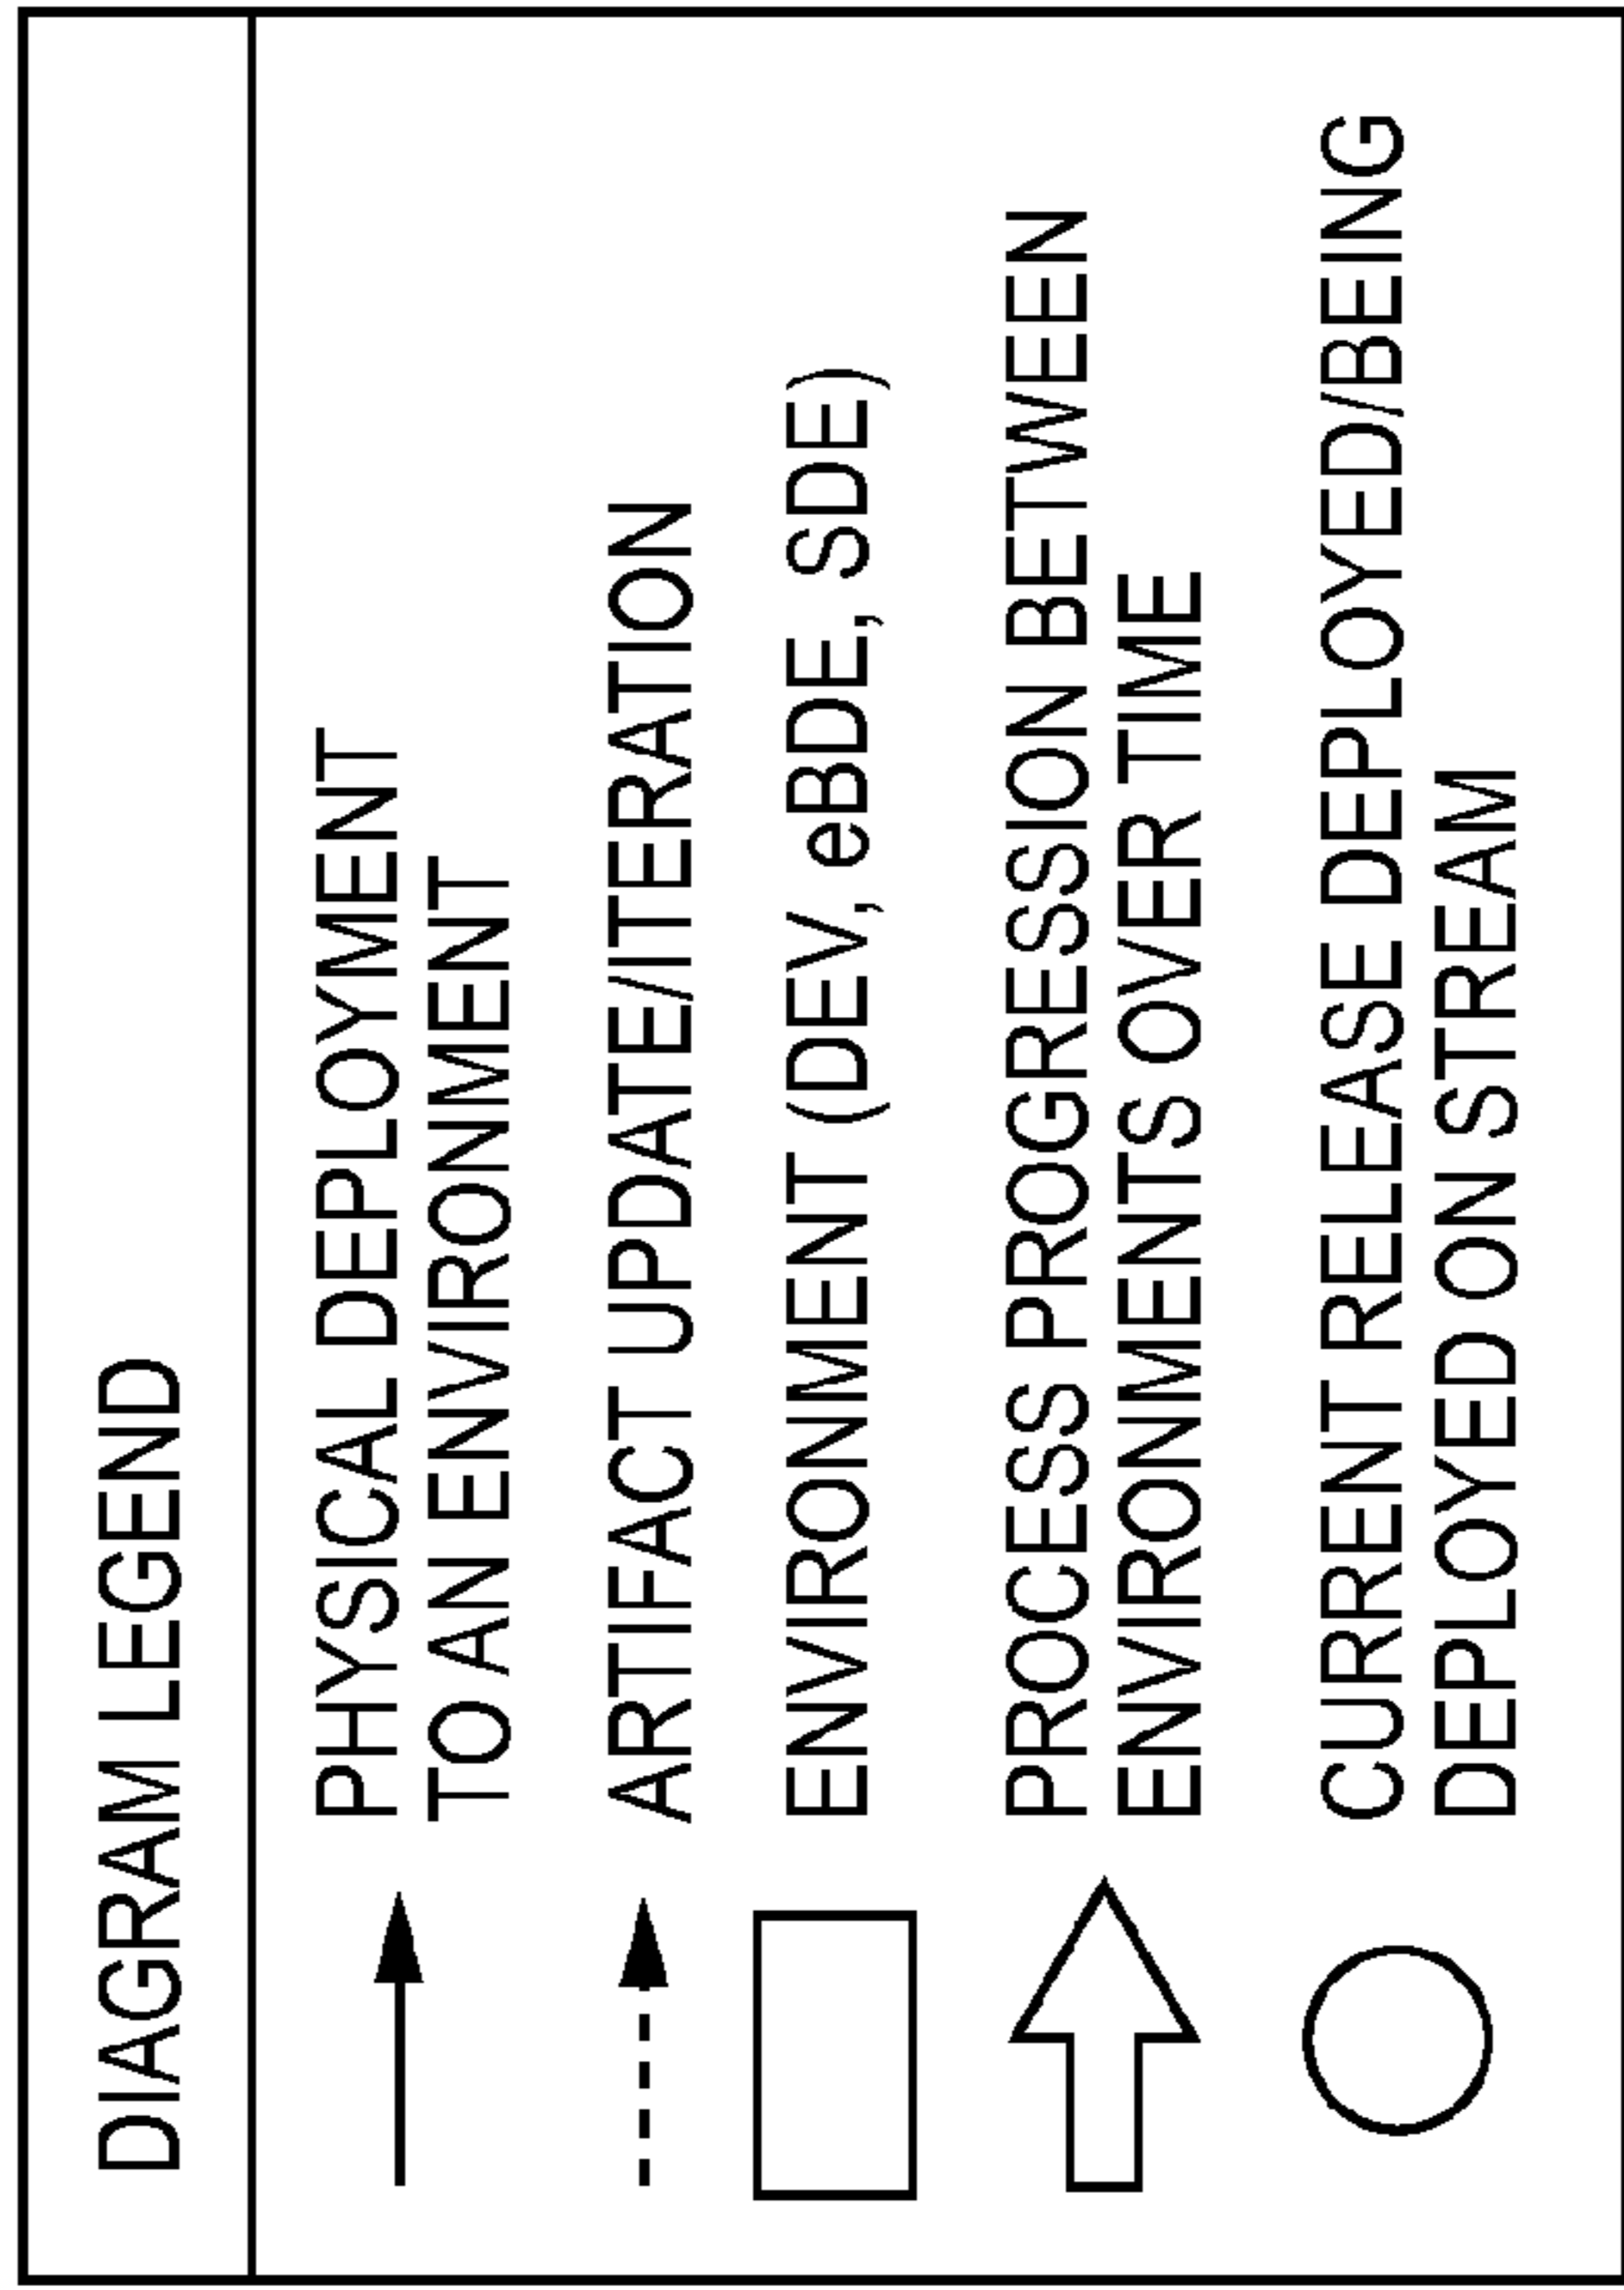 DIAGRAM LEGEND
PHYSICAL DEPLOYMENT
TO AN ENVIRONMENT
ARTIFACT UPDATE/ITERATION
ENVIRONMENT (DEV, eBDE, SDE)
PROCESS PROGRESSION BETWEEN
ENVIRONMENTS OVER TIME
CURRENT RELEASE DEPLOYED/BEING
DEPLOYED ON STREAM